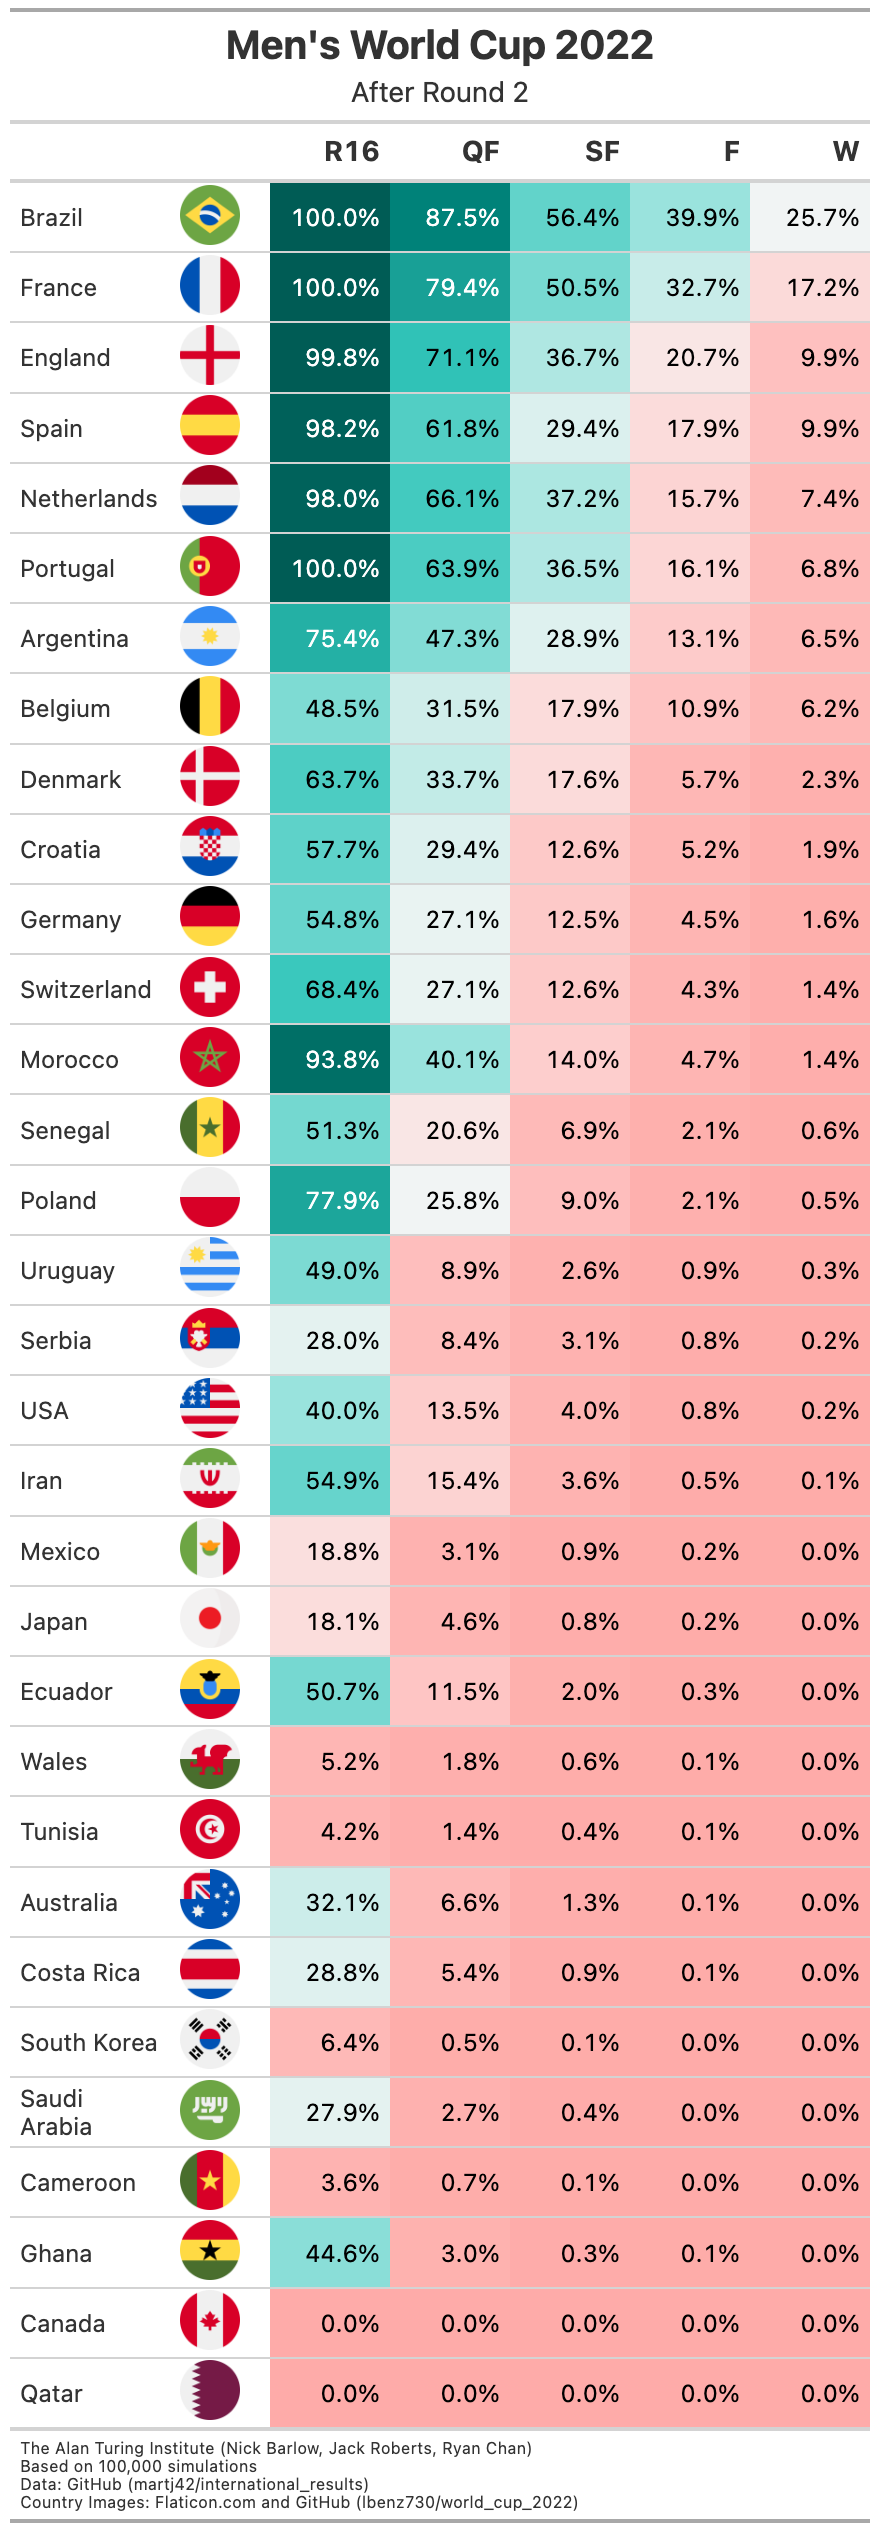 Men's World Cup 2022
After Round 2
R16 QF SF F W
Brazil 100.0% 87.5% 56.4% 39.9% 25.7%
France 100.0% 79.4% 50.5% 32.7% 17.2%
England 99.8% 71.1% 36.7% 20.7% 9.9%
Spain 98.2% 61.8% 29.4% 17.9% 9.9%
Netherlands 98.0% 66.1% 37.2% 15.7% 7.4%
Portugal 100.0% 63.9% 36.5% 16.1% 6.8%
Argentina 75.4% 47.3% 28.9% 13.1% 6.5%
Belgium 48.5% 31.5% 17.9% 10.9% 6.2%
Denmark 63.7% 33.7% 17.6% 5.7% 2.3%
Croatia 57.7% 29.4% 12.6% 5.2% 1.9%
Germany 54.8% 27.1% 12.5% 4.5% 1.6%
Switzerland 68.4% 27.1% 12.6% 4.3% 1.4%
Morocco 93.8% 40.1% 14.0% 4.7% 1.4%
Senegal 51.3% 20.6% 6.9% 2.1% 0.6%
Poland 77.9% 25.8% 9.0% 2.1% 0.5%
Uruguay 49.0% 8.9% 2.6% 0.9% 0.3%
Serbia 28.0% 8.4% 3.1% 0.8% 0.2%
USA 40.0% 13.5% 4.0% 0.8% 0.2%
Iran 54.9% 15.4% 3.6% 0.5% 0.1%
Mexico 18.8% 3.1% 0.9% 0.2% 0.0%
Japan 18.1% 4.6% 0.8% 0.2% 0.0%
Ecuador 50.7% 11.5% 2.0% 0.3% 0.0%
Wales 5.2% 1.8% 0.6% 0.1% 0.0%
Tunisia 4.2% 1.4% 0.4% 0.1% 0.0%
Australia 32.1% 6.6% 1.3% 0.1% 0.0%
Costa Rica 28.8% 5.4% 0.9% 0.1% 0.0%
South Korea 6.4% 0.5% 0.1% 0.0% 0.0%
Saudi
Arabia 27.9% 2.7% 0.4% 0.0% 0.0%
Cameroon 3.6% 0.7% 0.1% 0.0% 0.0%
Ghana 44.6% 3.0% 0.3% 0.1% 0.0%
Canada 0.0% 0.0% 0.0% 0.0% 0.0%
Qatar 0.0% 0.0% 0.0% 0.0% 0.0%
The Alan Turing Institute (Nick Barlow, Jack Roberts, Ryan Chan)
Based on 100,000 simulations
Data: GitHub (martj42/international_results)
Country Images: Flaticon.com and GitHub (lbenz730/world_cup_2022)